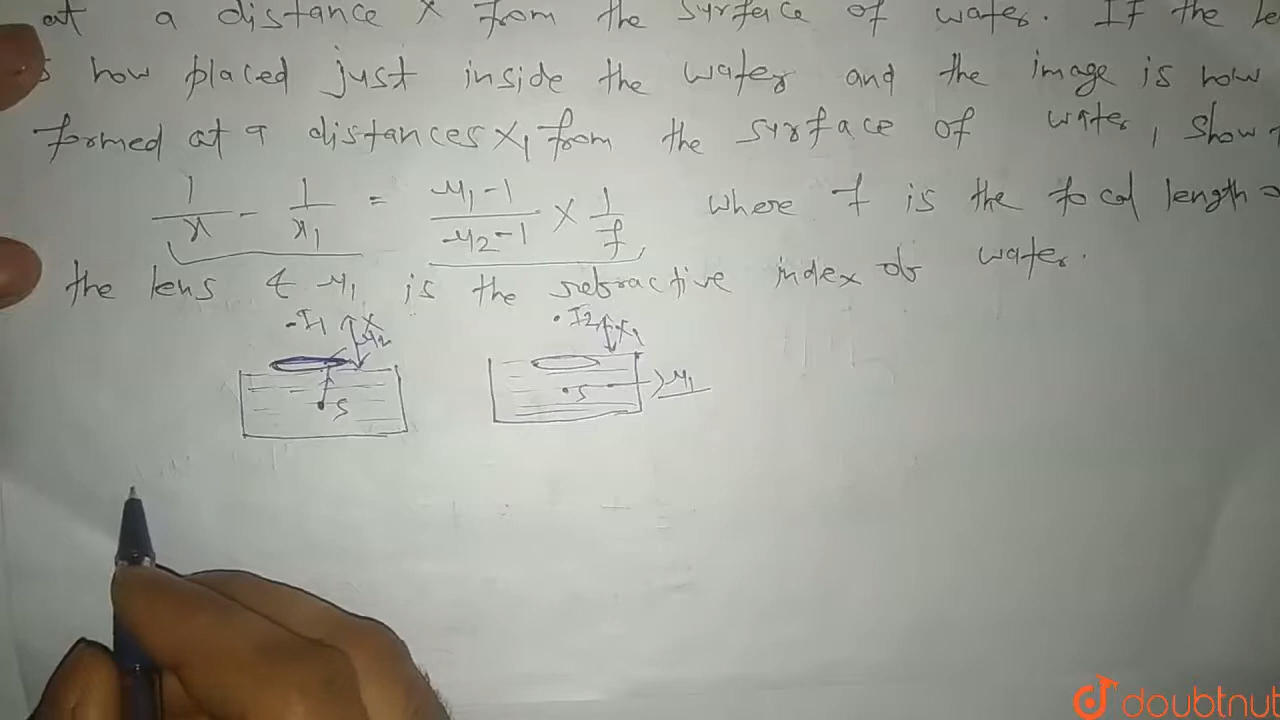 at a distance x from the surface of water. If the le
s now placed just inside the water and the image is now
formed at a distances x₁ from the surface of water, show
1/x - 1/x₁ = μ₁-1/μ₂-1 × 1/f where f is the focal length
the lens & μ₁ is the refractive index of water.
I₁ x I₂ x₁
μ₂
S S μ₁
doubtnut